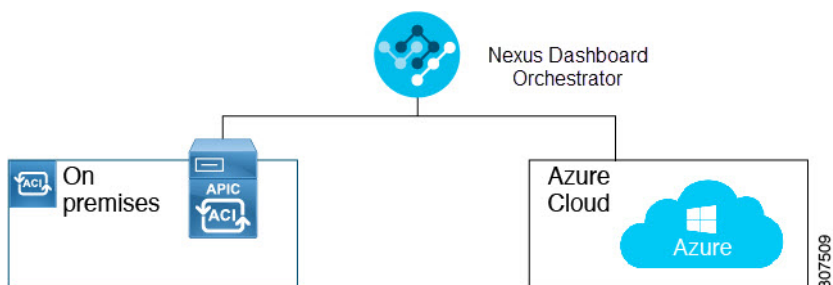 Nexus Dashboard
Orchestrator
ACI
On
premises
APIC
ACI
Azure
Cloud
Azure
307509